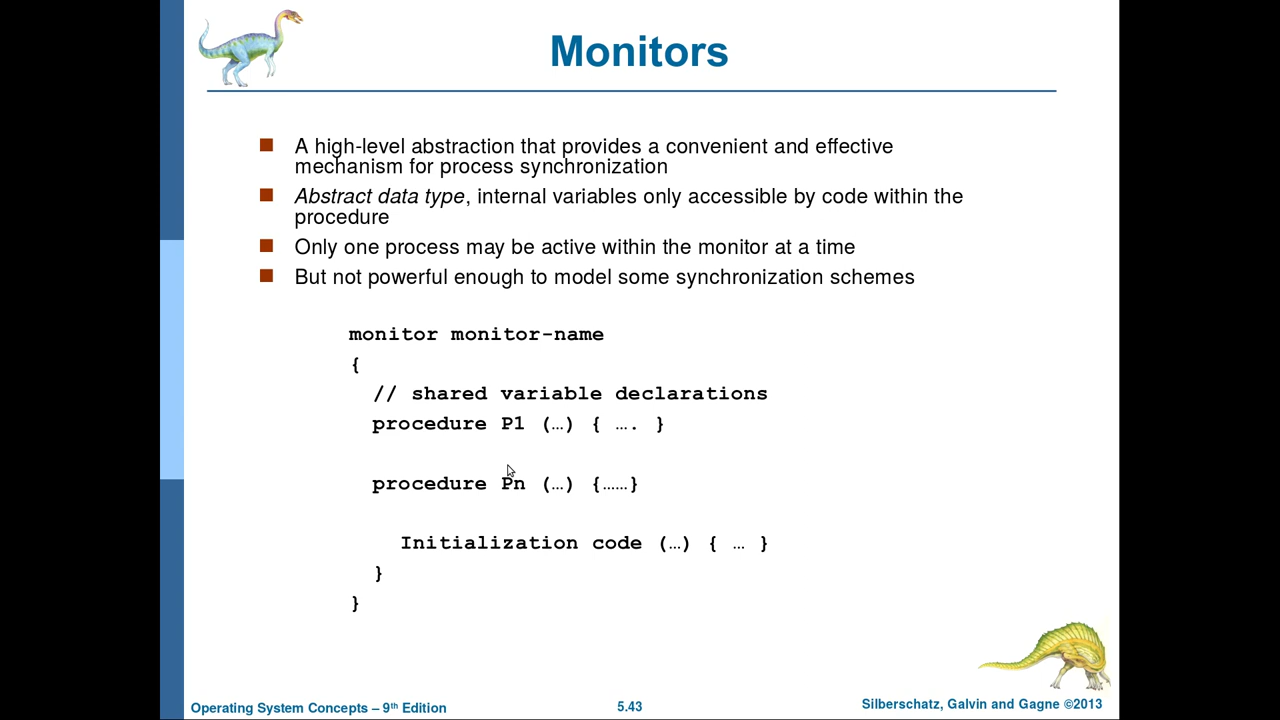 Monitors
A high-level abstraction that provides a convenient and effective
mechanism for process synchronization
Abstract data type, internal variables only accessible by code within the
procedure
Only one process may be active within the monitor at a time
But not powerful enough to model some synchronization schemes
monitor monitor-name
{
// shared variable declarations
procedure P1 (…) { …. }
procedure Pn (…) {……}
Initialization code (…) { … }
}
}
Operating System Concepts – 9th Edition
5.43
Silberschatz, Galvin and Gagne ©2013